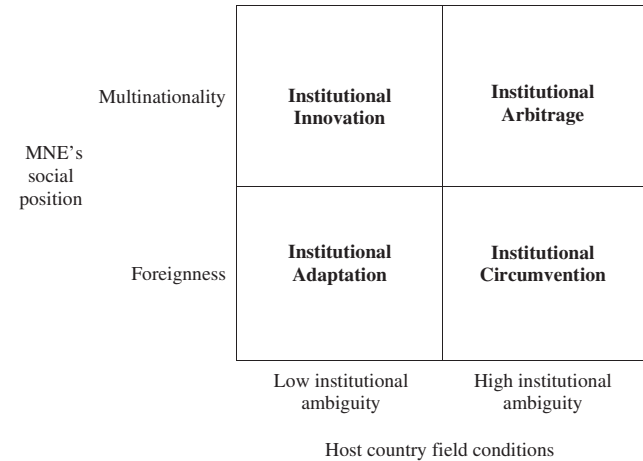 Multinationality
Institutional
Innovation
Institutional
Arbitrage
MNE's
social
position
Foreignness
Institutional
Adaptation
Institutional
Circumvention
Low institutional
ambiguity
High institutional
ambiguity
Host country field conditions